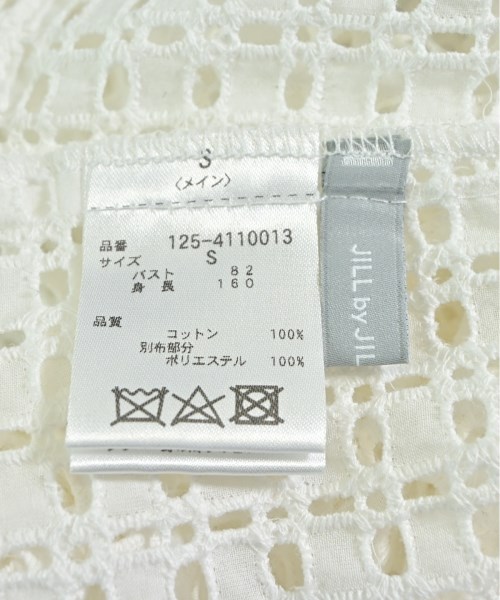 S
〈メイン〉
品番 125-4110013
サイズ S
バスト 82
身長 160
品質
コットン 100%
別布部分
ポリエステル 100%
JILL by JIL